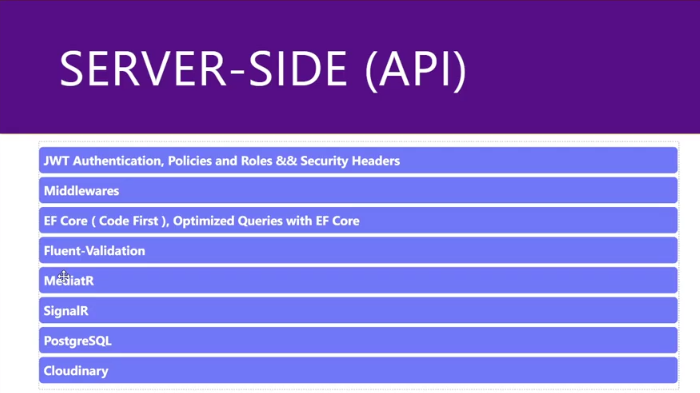 SERVER-SIDE (API)
JWT Authentication, Policies and Roles && Security Headers
Middlewares
EF Core ( Code First ), Optimized Queries with EF Core
Fluent-Validation
MediatR
SignalR
PostgreSQL
Cloudinary